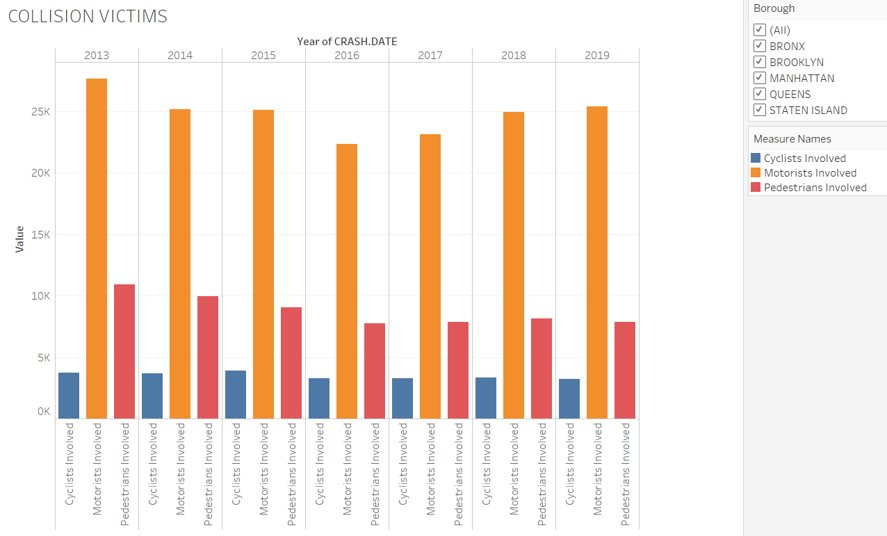 COLLISION VICTIMS
Year of CRASH.DATE
2013 2014 2015 2016 2017 2018 2019
Value
25K
20K
15K
10K
5K
0K
Cyclists Involved
Motorists Involved
Pedestrians Involved
Cyclists Involved
Motorists Involved
Pedestrians Involved
Cyclists Involved
Motorists Involved
Pedestrians Involved
Cyclists Involved
Motorists Involved
Pedestrians Involved
Cyclists Involved
Motorists Involved
Pedestrians Involved
Cyclists Involved
Motorists Involved
Pedestrians Involved
Cyclists Involved
Motorists Involved
Pedestrians Involved
Borough
(All)
BRONX
BROOKLYN
MANHATTAN
QUEENS
STATEN ISLAND
Measure Names
Cyclists Involved
Motorists Involved
Pedestrians Involved